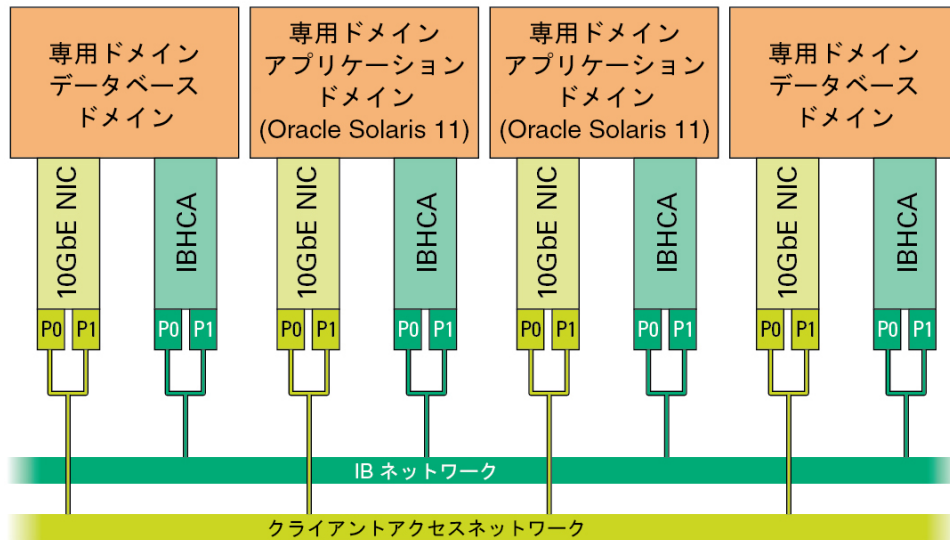 専用ドメイン
データベース
ドメイン
専用ドメイン
アプリケーション
ドメイン
(Oracle Solaris 11)
専用ドメイン
アプリケーション
ドメイン
(Oracle Solaris 11)
専用ドメイン
データベース
ドメイン
10GbE NIC
IBHCA
10GbE NIC
IBHCA
10GbE NIC
IBHCA
10GbE NIC
IBHCA
P0 P1
P0 P1
P0 P1
P0 P1
P0 P1
P0 P1
P0 P1
P0 P1
IB ネットワーク
クライアントアクセスネットワーク